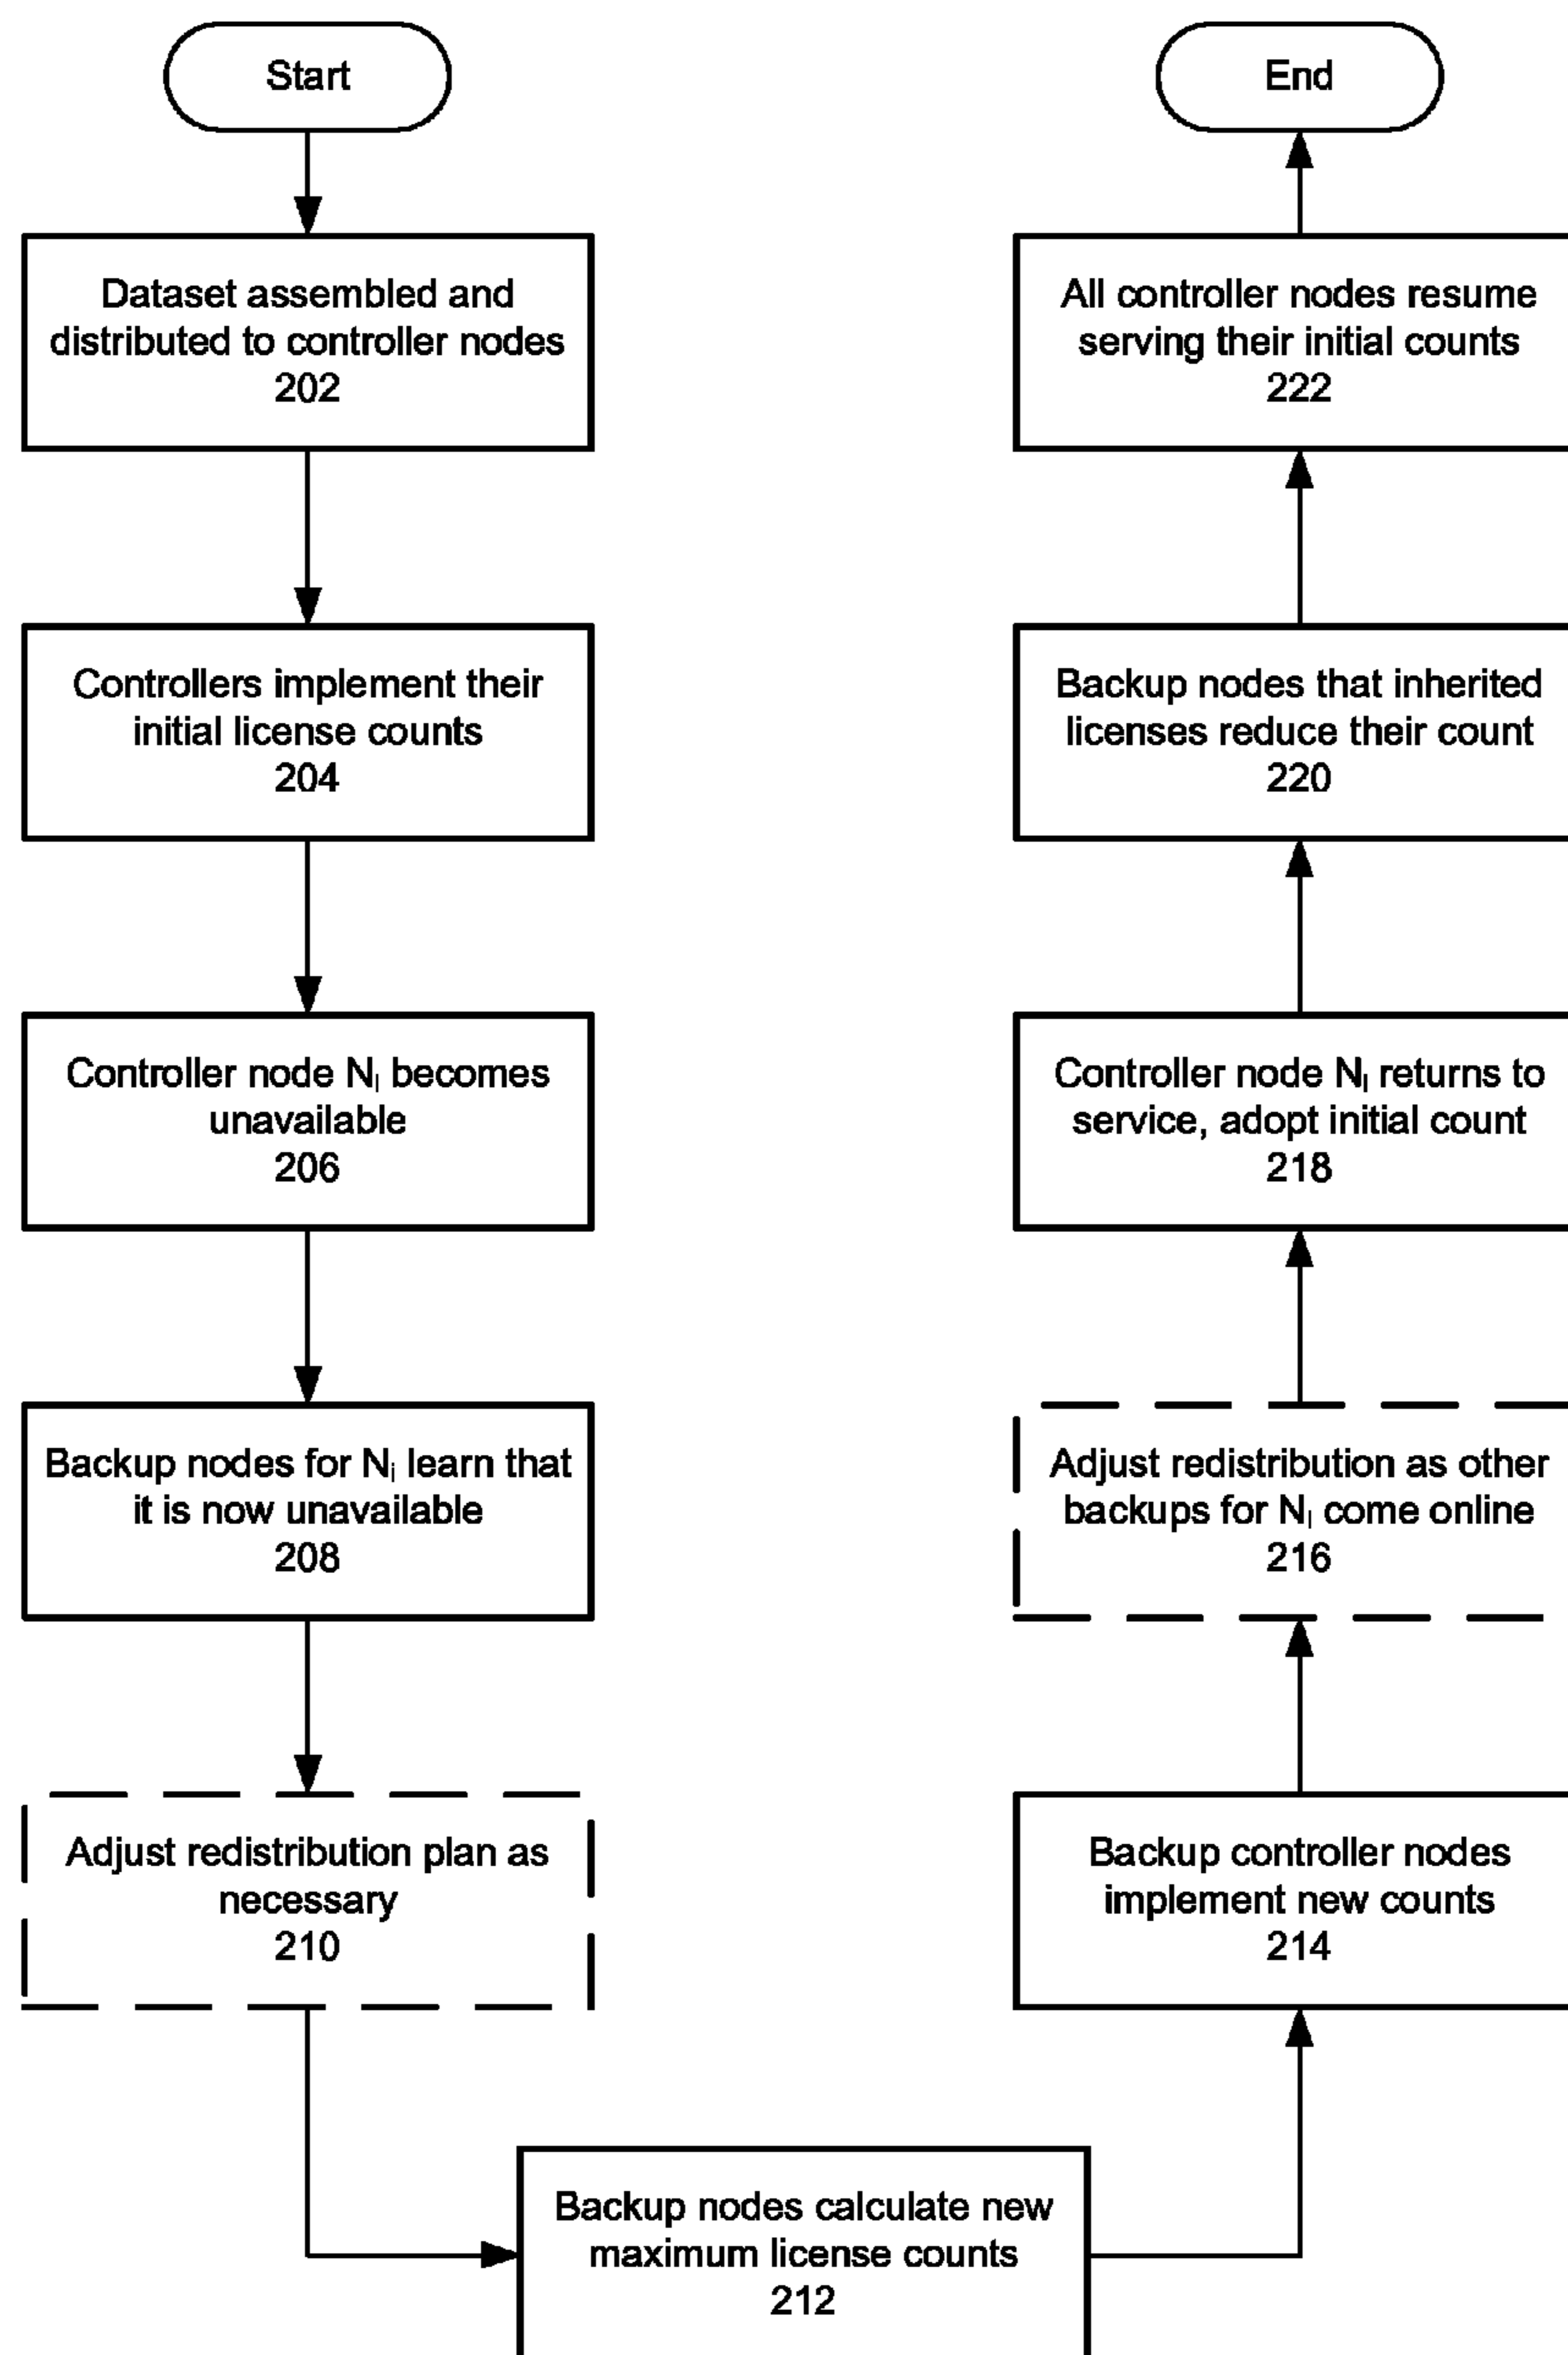 Start
Dataset assembled and
distributed to controller nodes
202
Controllers implement their
initial license counts
204
Controller node Ni becomes
unavailable
206
Backup nodes for Ni learn that
it is now unavailable
208
Adjust redistribution plan as
necessary
210
Backup nodes calculate new
maximum license counts
212
Backup controller nodes
implement new counts
214
Adjust redistribution as other
backups for Ni come online
216
Controller node Ni returns to
service, adopt initial count
218
Backup nodes that inherited
licenses reduce their count
220
All controller nodes resume
serving their initial counts
222
End